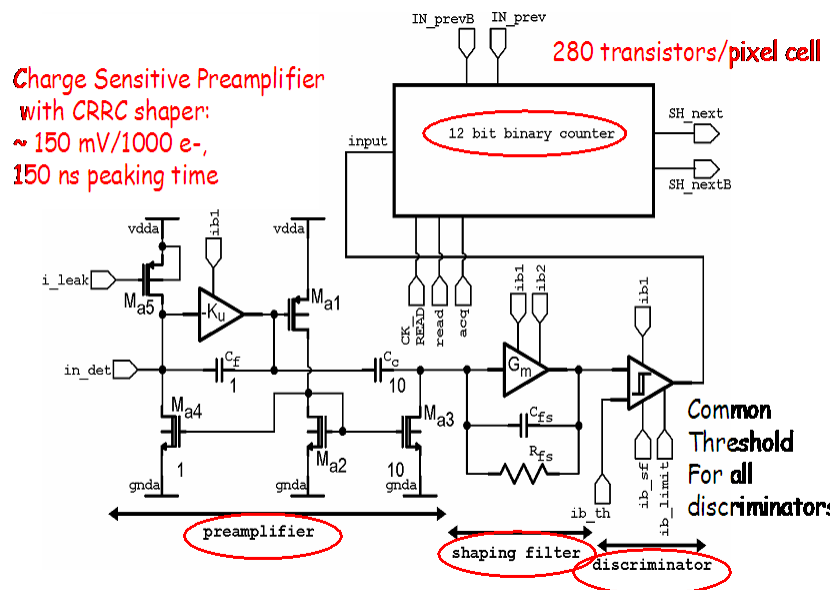 IN_prevB
IN_prev
280 transistors/pixel cell
Charge Sensitive Preamplifier
with CRRC shaper:
~ 150 mV/1000 e-,
150 ns peaking time
12 bit binary counter
input
SH_next
SH_nextB
vdda
ib1
vdda
i_leak
Ma5
-Ku
Ma1
CK_READ
read
acq
ib1
ib2
ib1
in_det
Cf
1
Cc
10
Gm
Ma4
1
Ma2
Ma3
10
Cfs
Rfs
gnda
gnda
gnda
ib_th
ib_sf
ib_limit
Common
Threshold
For all
discriminators
preamplifier
shaping filter
discriminator